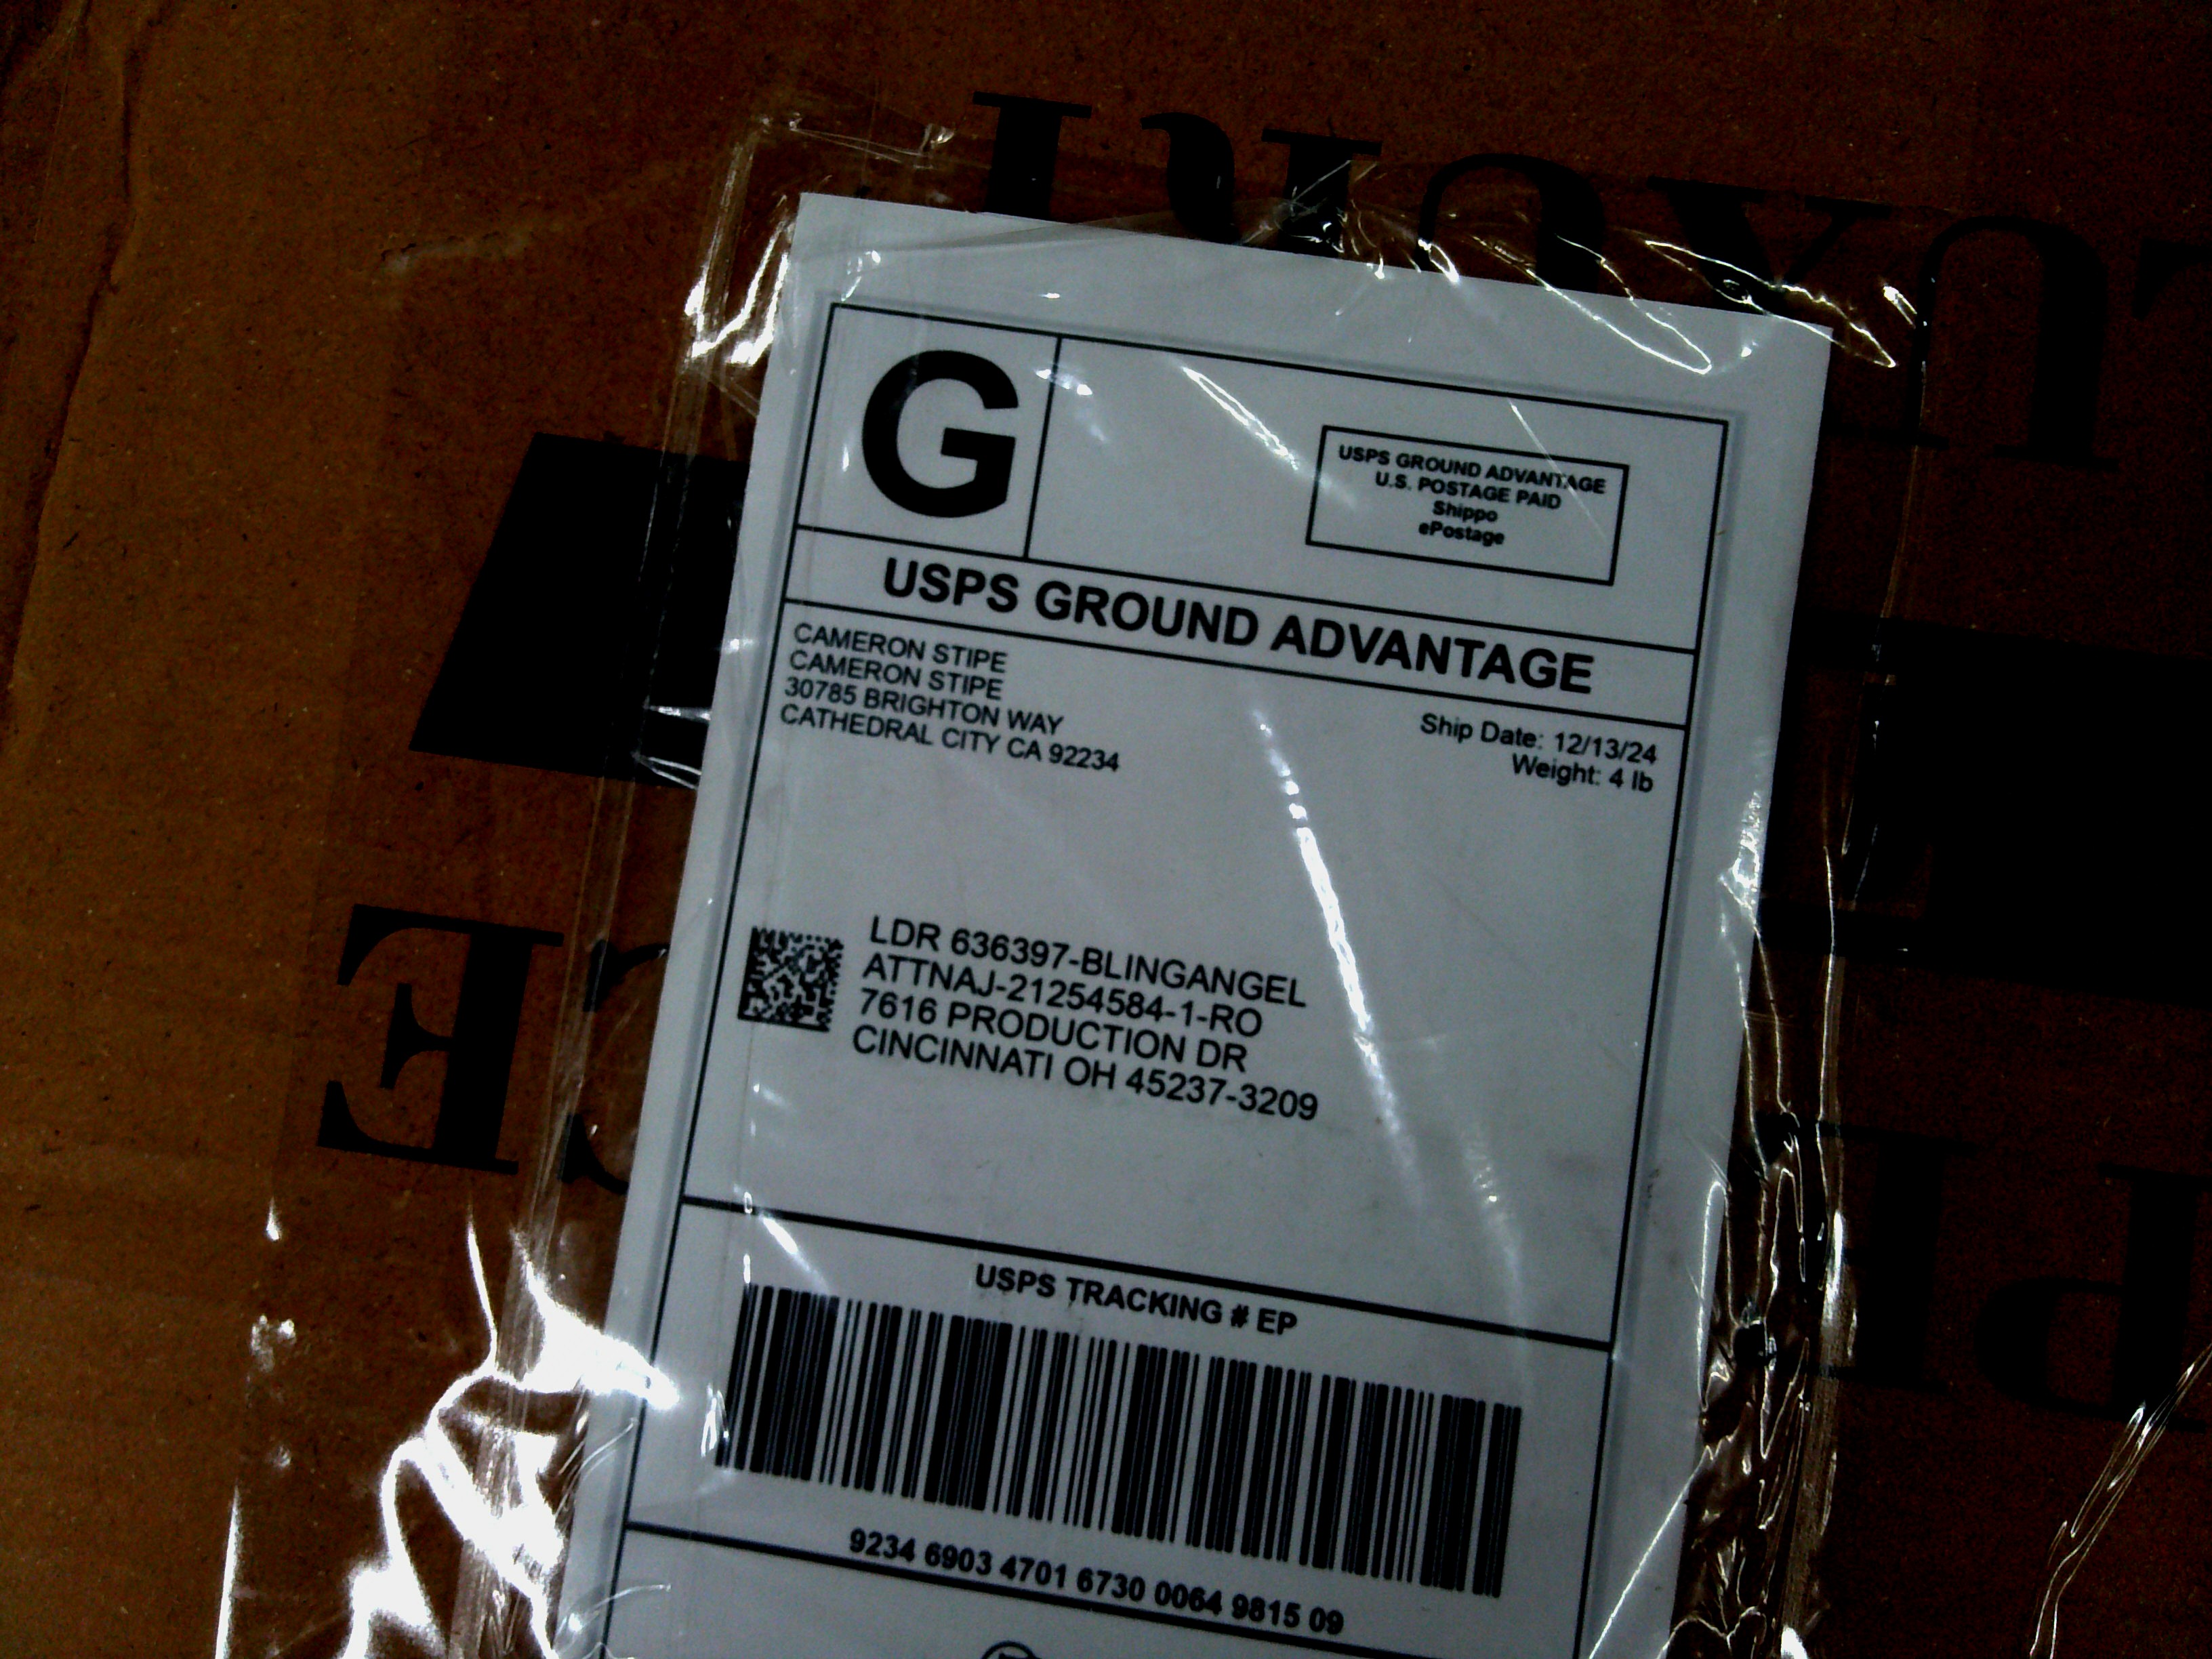 G
USPS GROUND ADVANTAGE
U.S. POSTAGE PAID
Shippo
ePostage
USPS GROUND ADVANTAGE
CAMERON STIPE
CAMERON STIPE
30785 BRIGHTON WAY
CATHEDRAL CITY CA 92234
Ship Date: 12/13/24
Weight: 4 lb
LDR 636397-BLINGANGEL
ATTNAJ-21254584-1-RO
7616 PRODUCTION DR
CINCINNATI OH 45237-3209
USPS TRACKING # EP
9234 6903 4701 6730 0064 9815 09